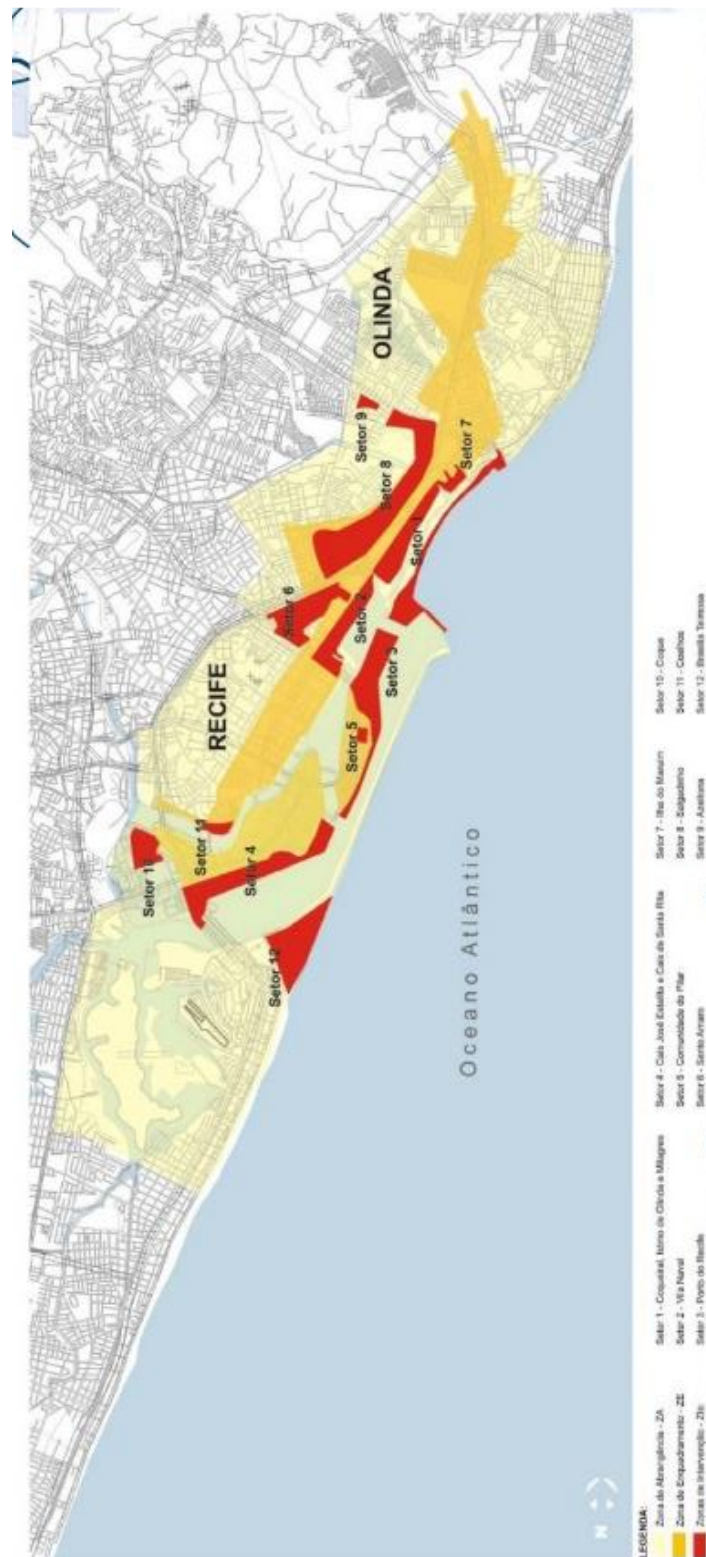 OLINDA
RECIFE
Setor 9
Setor 8
Setor 7
Setor 1
Setor 6
Setor 2
Setor 3
Setor 5
Setor 11
Setor 4
Setor 10
Setor 12
Oceano Atlântico
N
LEGENDA:
Zona de Abrangência - ZA
Zona de Enquadramento - ZE
Zonas de Intervenção - ZIs
Setor 1 - Coqueiral, Istmo de Olinda e Milagres
Setor 2 - Vila Naval
Setor 3 - Porto do Recife
Setor 4 - Cais José Estelita e Cais de Santa Rita
Setor 5 - Comunidade do Pilar
Setor 6 - Santo Amaro
Setor 7 - Ilha do Maruim
Setor 8 - Salgadinho
Setor 9 - Azeitona
Setor 10 - Coque
Setor 11 - Coelhos
Setor 12 - Brasília Teimosa